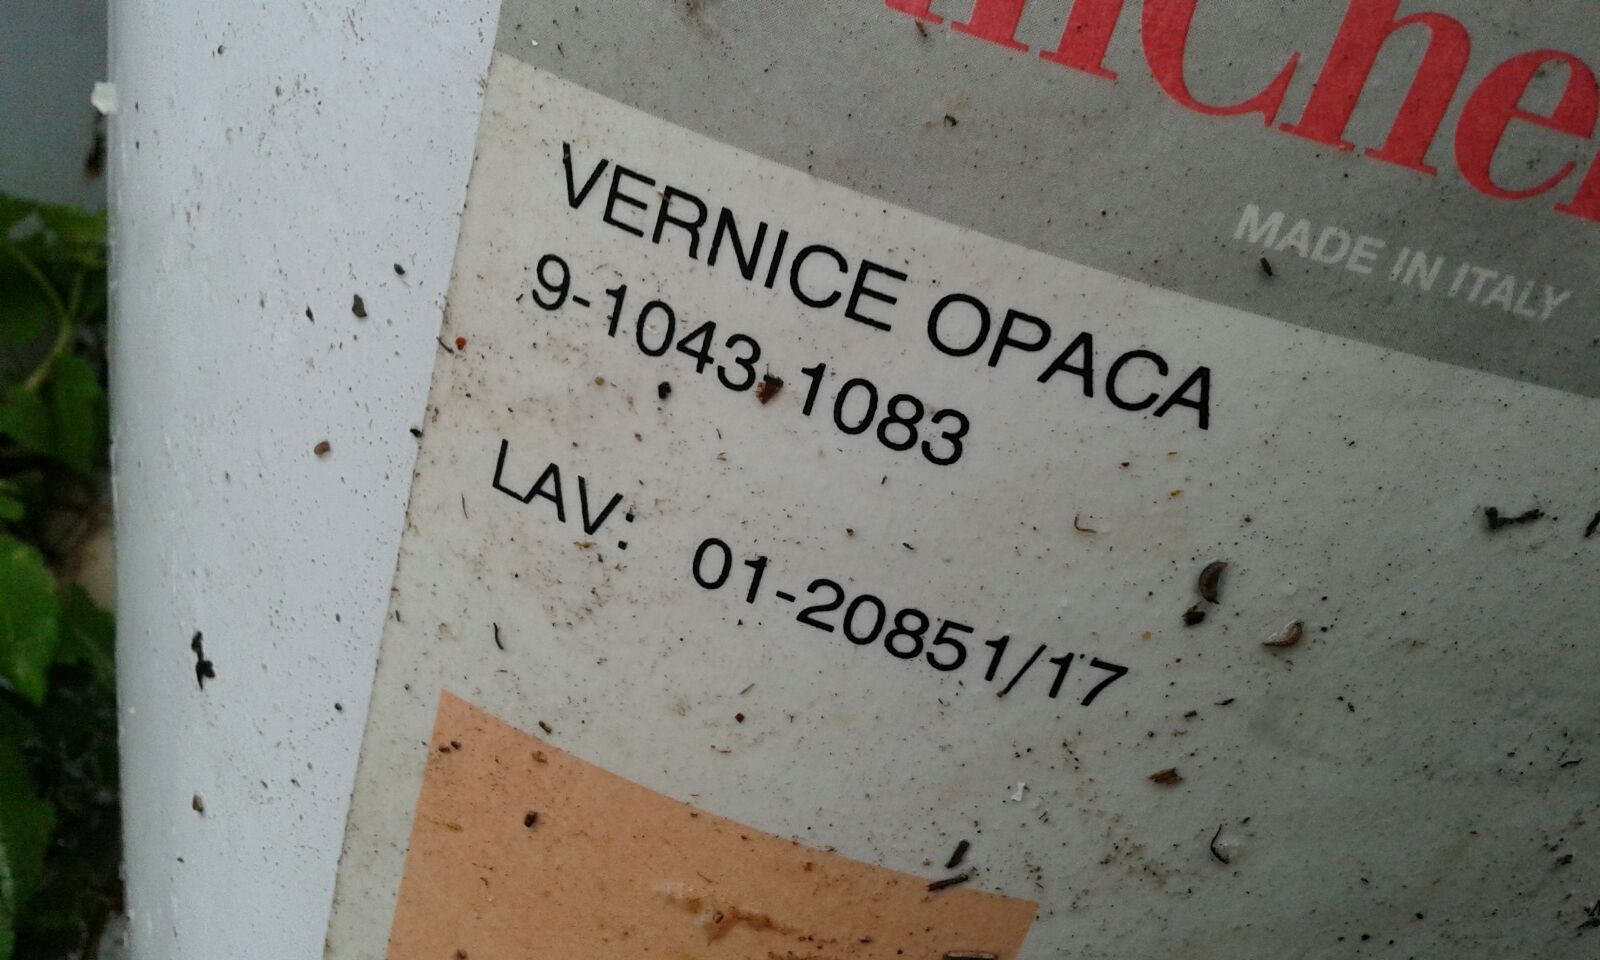 MADE IN ITALY
VERNICE OPACA
9-1043-1083
LAV: 01-20851/17